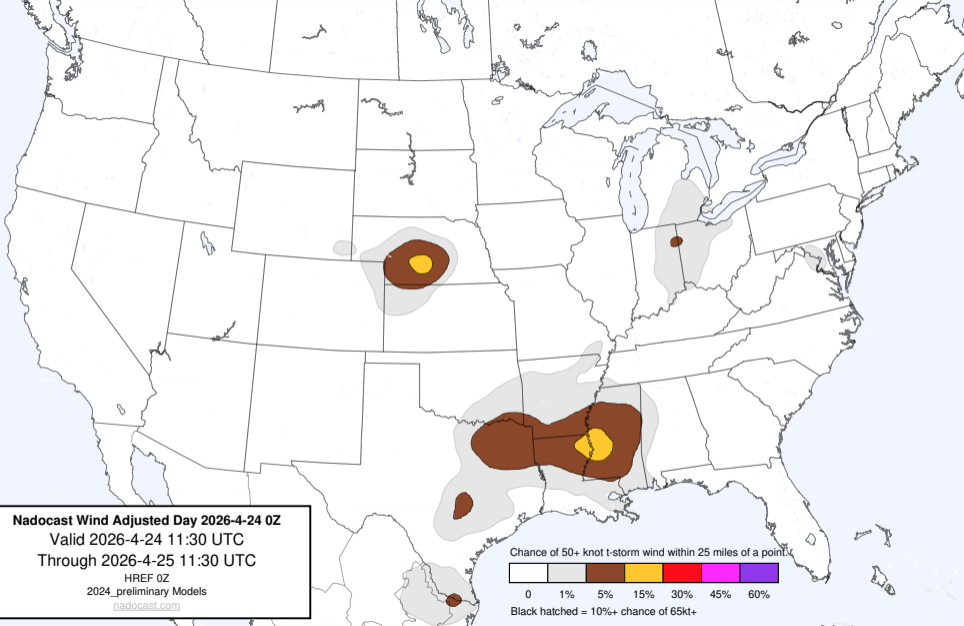 Nadocast Wind Adjusted Day 2026-4-24 0Z
Valid 2026-4-24 11:30 UTC
Through 2026-4-25 11:30 UTC
HREF 0Z
2024_preliminary Models
nadocast.com
Chance of 50+ knot t-storm wind within 25 miles of a point.
0 1% 5% 15% 30% 45% 60%
Black hatched = 10%+ chance of 65kt+